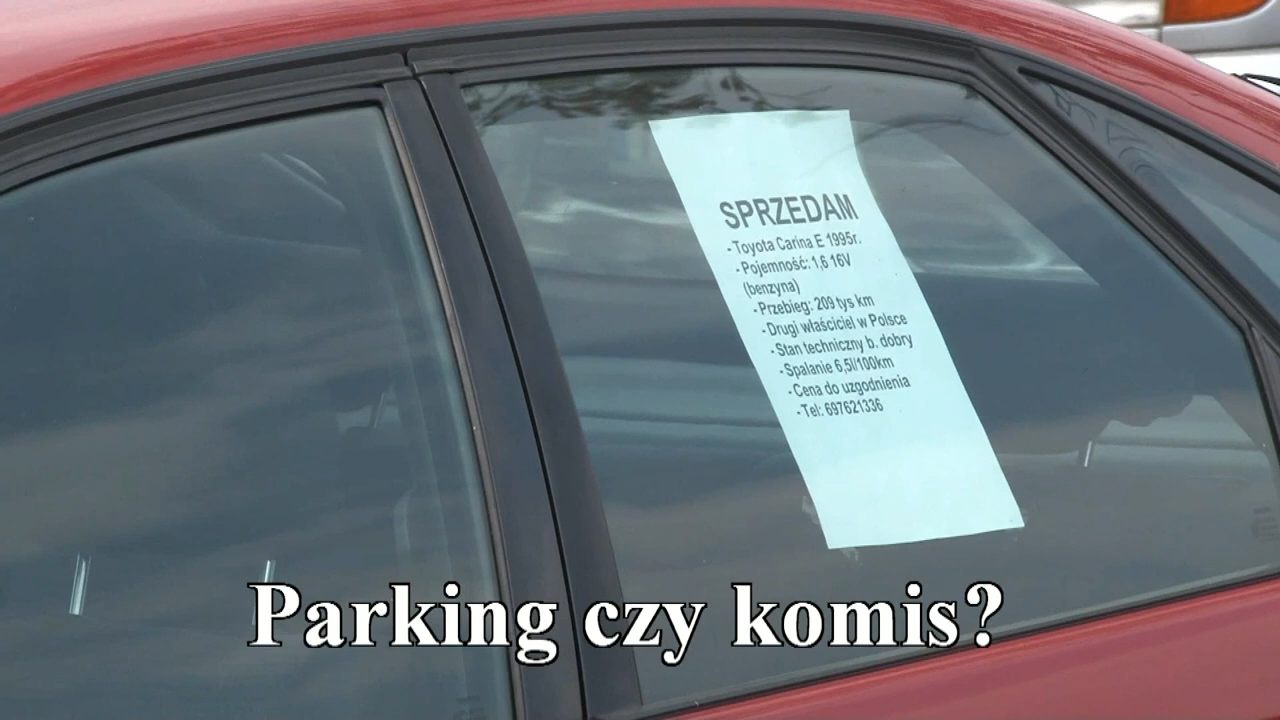 SPRZEDAM
- Toyota Carina E 1995r.
- Pojemność: 1,6 16V
(benzyna)
- Przebieg: 209 tys km
- Drugi właściciel w Polsce
- Stan techniczny b. dobry
- Spalanie 6,5l/100km
- Cena do uzgodnienia
- Tel: 697621336
Parking czy komis?